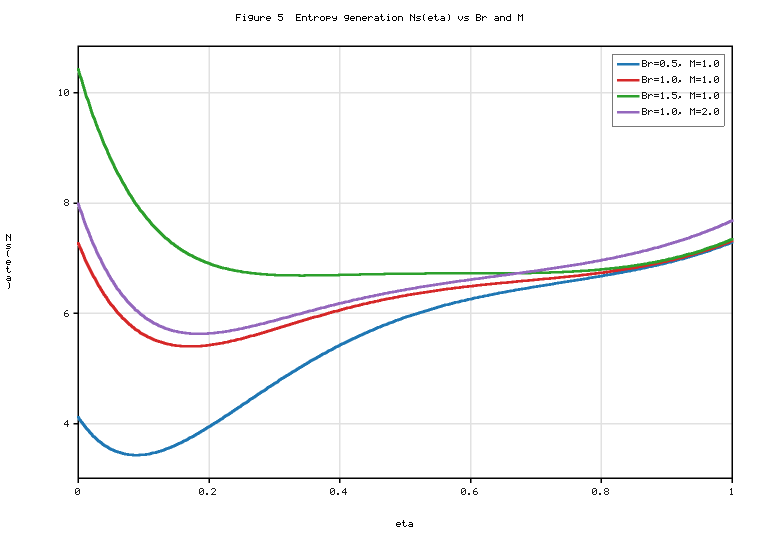 Figure 5 Entropy generation Ns(eta) vs Br and M
Br=0.5, M=1.0
Br=1.0, M=1.0
Br=1.5, M=1.0
Br=1.0, M=2.0
10
8
6
4
Ns(eta)
0
0.2
0.4
0.6
0.8
1
eta